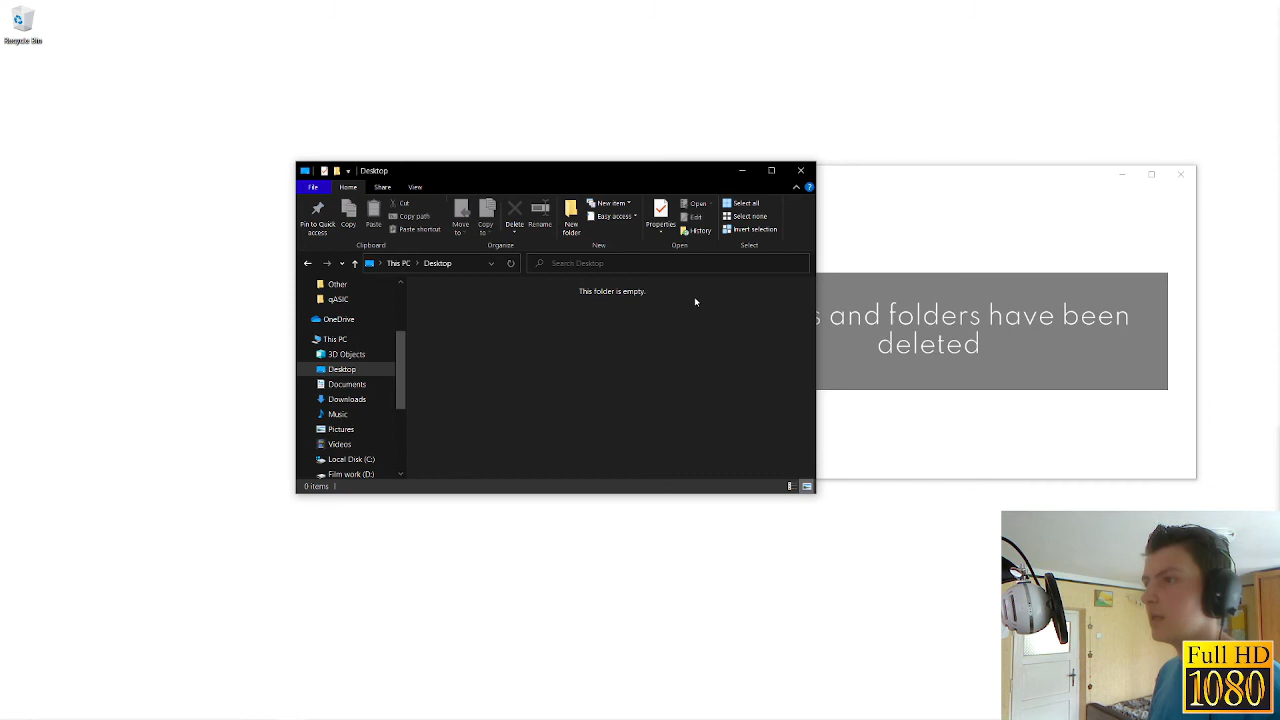 Recycle Bin
Desktop
File Home Share View
Pin to Quick access
Copy
Paste
Cut
Copy path
Paste shortcut
Clipboard
Move to
Copy to
Delete
Rename
Organize
New folder
New item
Easy access
New
Properties
Open
Edit
History
Open
Select all
Select none
Invert selection
Select
This PC Desktop
Search Desktop
Other
qASIC
OneDrive
This PC
3D Objects
Desktop
Documents
Downloads
Music
Pictures
Videos
Local Disk (C:)
Film work (D:)
This folder is empty.
0 items
s and folders have been
deleted
Full HD
1080